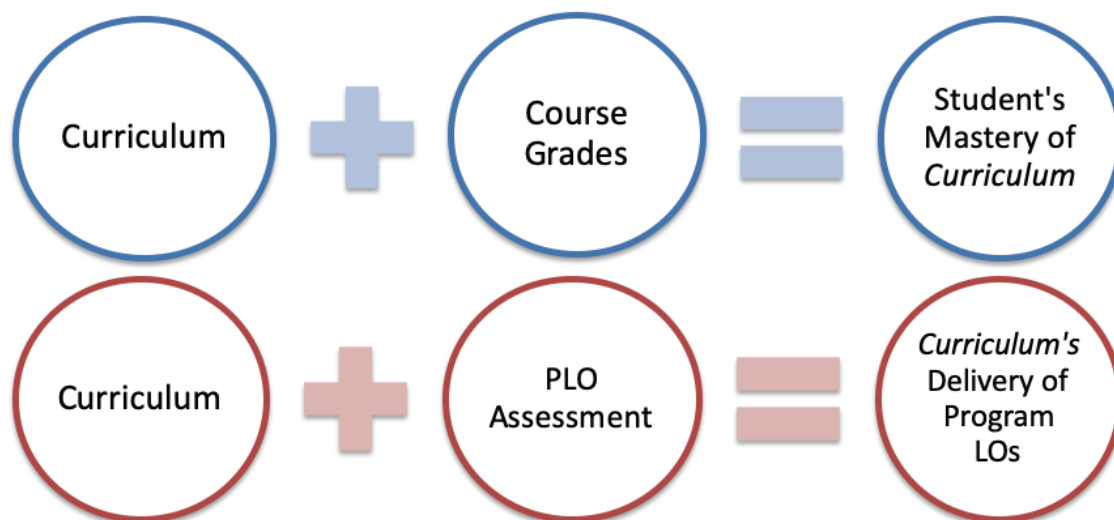 Curriculum
Course
Grades
Student's
Mastery of
Curriculum
Curriculum
PLO
Assessment
Curriculum's
Delivery of
Program
LOs